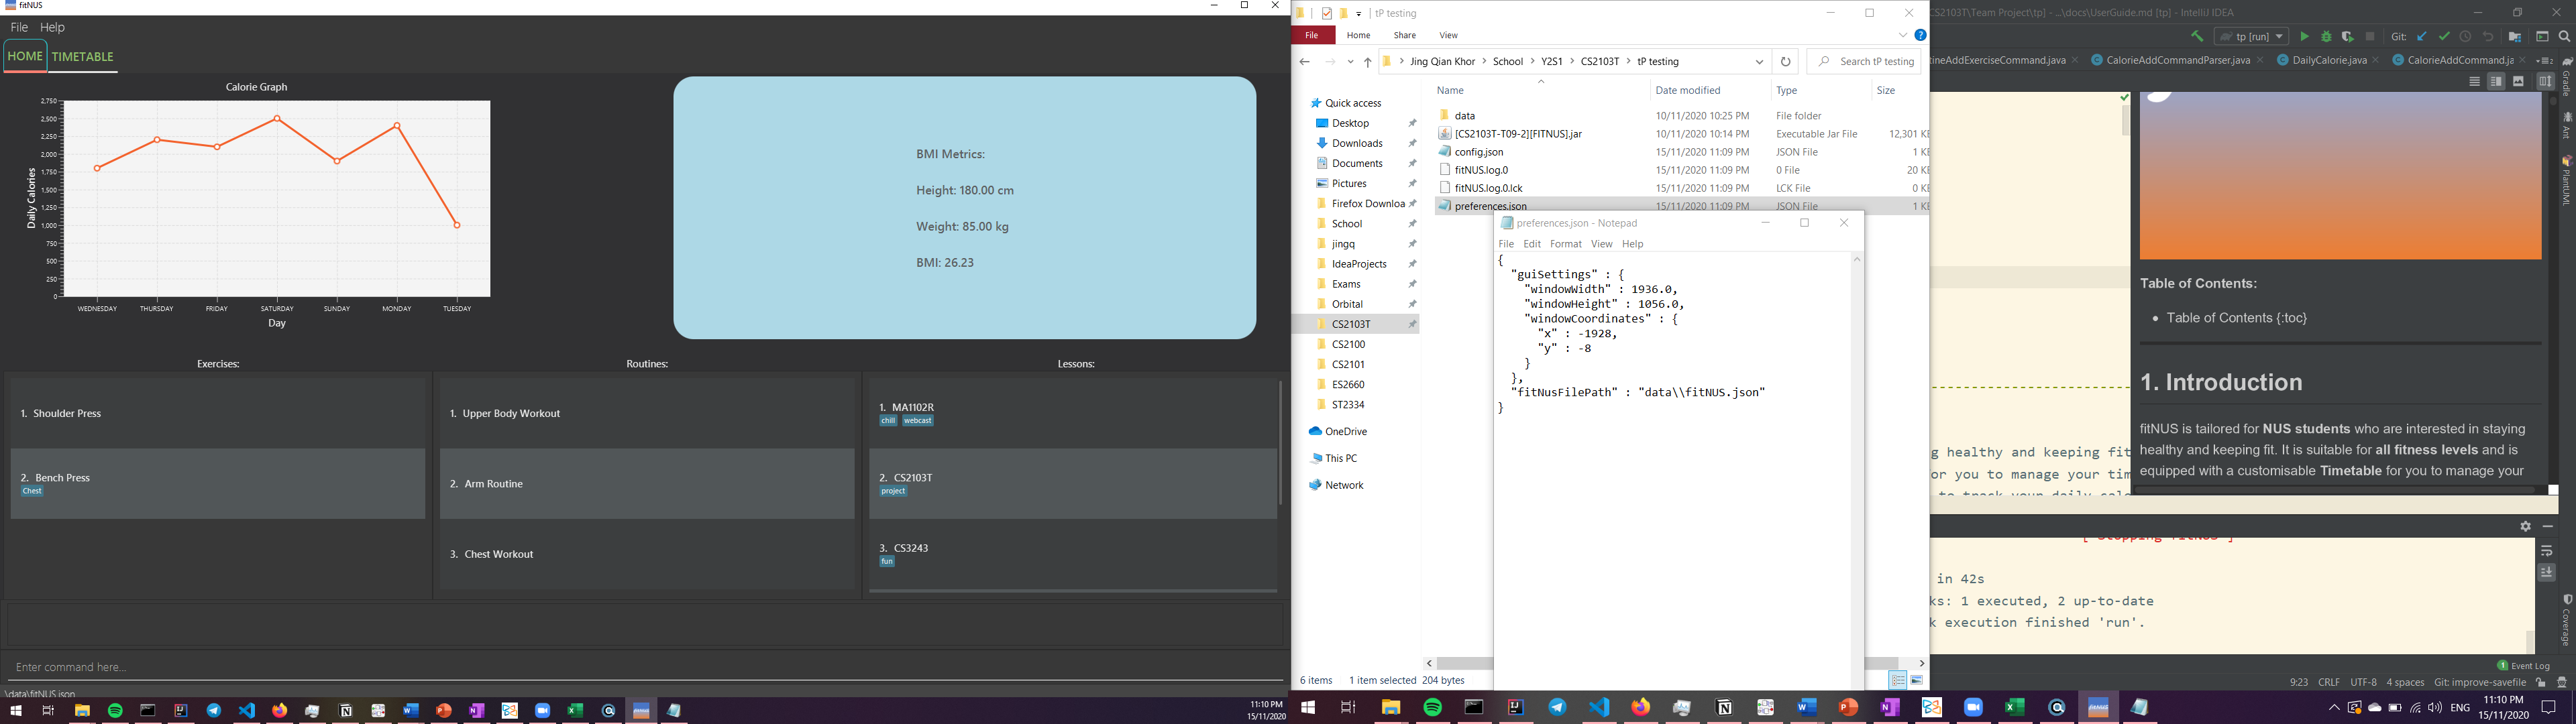 fitNUS
File Help
HOME TIMETABLE
Calorie Graph
Daily Calories
2,750
2,500
2,250
2,000
1,750
1,500
1,250
1,000
750
500
250
0
WEDNESDAY THURSDAY FRIDAY SATURDAY SUNDAY MONDAY TUESDAY
Day
BMI Metrics:
Height: 180.00 cm
Weight: 85.00 kg
BMI: 26.23
Exercises:
1. Shoulder Press
2. Bench Press
Chest
Routines:
1. Upper Body Workout
2. Arm Routine
3. Chest Workout
Lessons:
1. MA1102R
chill webcast
2. CS2103T
project
3. CS3243
fun
Enter command here...
\data\fitNUS.json
11:10 PM
15/11/2020
tP testing
File Home Share View
Jing Qian Khor > School > Y2S1 > CS2103T > tP testing
Search tP testing
Name Date modified Type Size
Quick access
Desktop
Downloads
Documents
Pictures
Firefox Downloa
School
jingq
IdeaProjects
Exams
Orbital
CS2103T
CS2100
CS2101
ES2660
ST2334
OneDrive
This PC
Network
data 10/11/2020 10:25 PM File folder
[CS2103T-T09-2][FITNUS].jar 10/11/2020 10:14 PM Executable Jar File 12,301 KE
config.json 15/11/2020 11:09 PM JSON File 1 KE
fitNUS.log.0 15/11/2020 11:09 PM 0 File 20 KE
fitNUS.log.0.lck 15/11/2020 11:09 PM LCK File 0 KE
preferences.json 15/11/2020 11:09 PM JSON File 1 KE
6 items 1 item selected 204 bytes
preferences.json - Notepad
File Edit Format View Help
{
"guiSettings" : {
"windowWidth" : 1936.0,
"windowHeight" : 1056.0,
"windowCoordinates" : {
"x" : -1928,
"y" : -8
}
},
"fitNusFilePath" : "data\\fitNUS.json"
}
CS2103T\Team Project\tp] - ...\docs\UserGuide.md [tp] - IntelliJ IDEA
tp [run] Git:
tineAddExerciseCommand.java CalorieAddCommandParser.java DailyCalorie.java CalorieAddCommand.ja
Gradle
Ant
PlantUML
Coverage
Table of Contents:
Table of Contents {:toc}
1. Introduction
fitNUS is tailored for NUS students who are interested in staying
healthy and keeping fit. It is suitable for all fitness levels and is
equipped with a customisable Timetable for you to manage your
g healthy and keeping fit
or you to manage your tim
to track your daily calo
[ Stopping fitNUS ]
in 42s
ks: 1 executed, 2 up-to-date
k execution finished 'run'.
1 Event Log
9:23 CRLF UTF-8 4 spaces Git: improve-savefile
ENG
11:10 PM
15/11/2020